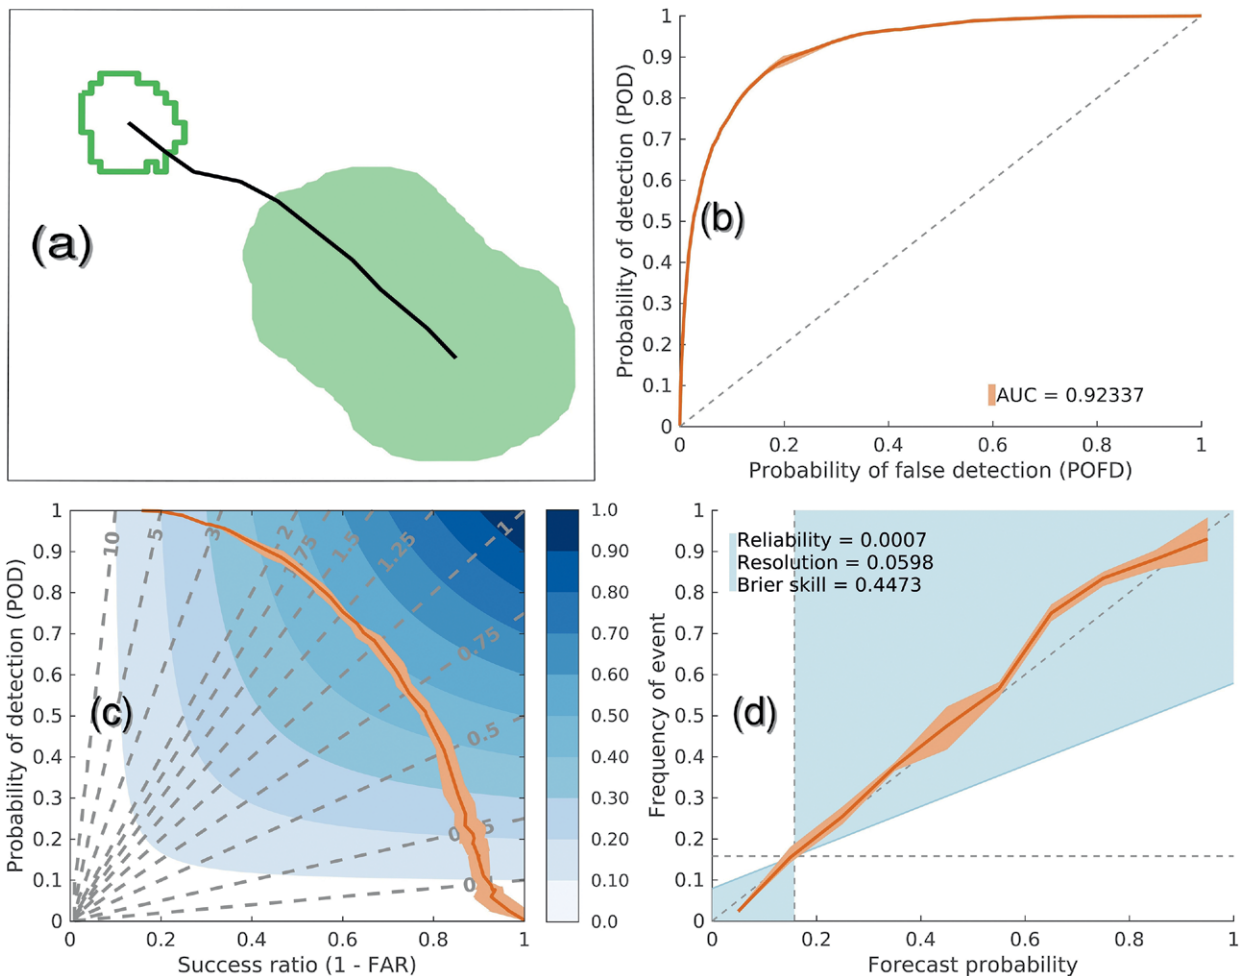 (a)
1
0.9
0.8
0.7
0.6
0.5
0.4
0.3
0.2
0.1
0
Probability of detection (POD)
(b)
AUC = 0.92337
0 0.2 0.4 0.6 0.8 1
Probability of false detection (POFD)
1
0.9
0.8
0.7
0.6
0.5
0.4
0.3
0.2
0.1
0
Probability of detection (POD)
(c)
10 5 3 2 1.75 1.5 1.25 1
0.75
0.5
0.1
0 0.2 0.4 0.6 0.8 1
Success ratio (1 - FAR)
1.0
0.90
0.80
0.70
0.60
0.50
0.40
0.30
0.20
0.10
0.0
1
0.9
0.8
0.7
0.6
0.5
0.4
0.3
0.2
0.1
0
Frequency of event
Reliability = 0.0007
Resolution = 0.0598
Brier skill = 0.4473
(d)
0 0.2 0.4 0.6 0.8 1
Forecast probability